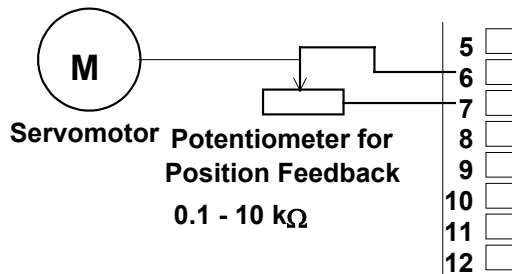 M
Servomotor
Potentiometer for
Position Feedback
0.1 - 10 kΩ
5
6
7
8
9
10
11
12